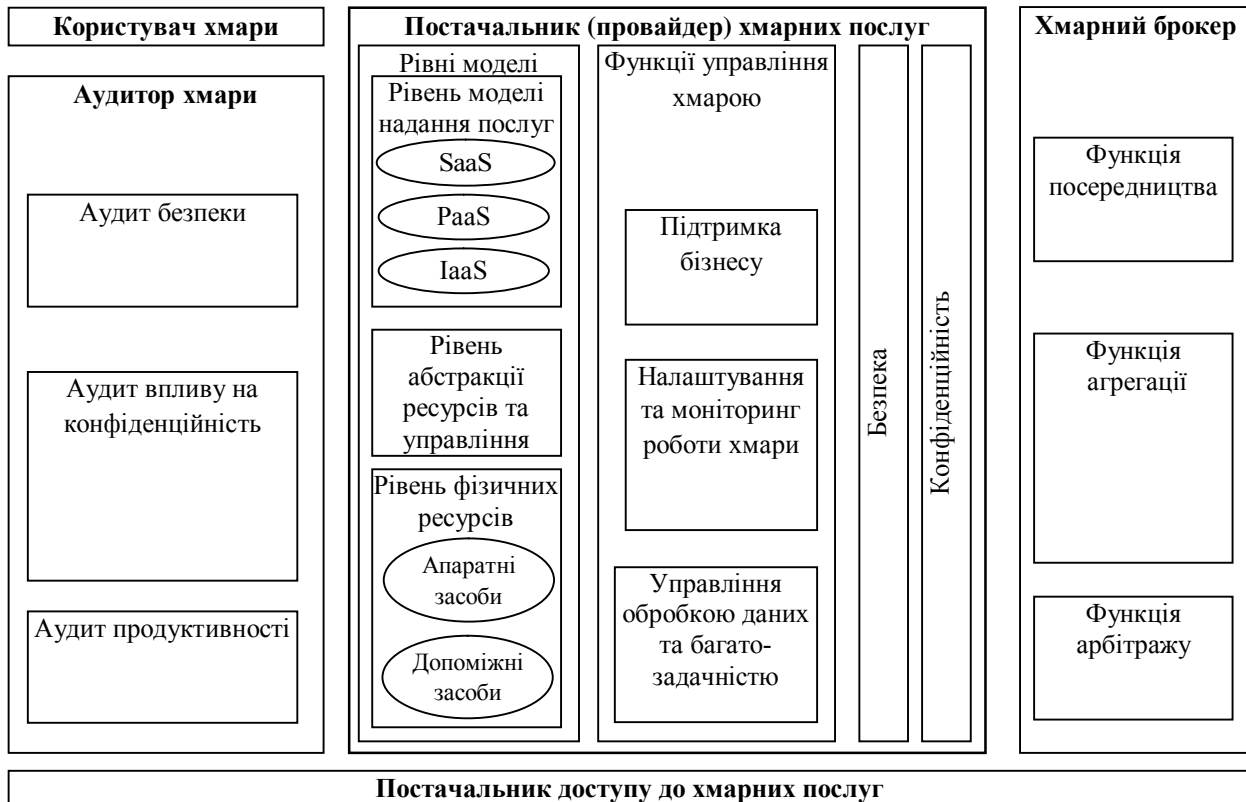 Користувач хмари
Аудитор хмари
Аудит безпеки
Аудит впливу на
конфіденційність
Аудит продуктивності
Постачальник (провайдер) хмарних послуг
Рівні моделі
Рівень моделі
надання послуг
SaaS
PaaS
IaaS
Рівень
абстракції
ресурсів та
управління
Рівень фізичних
ресурсів
Апаратні
засоби
Допоміжні
засоби
Функції управління
хмарою
Підтримка
бізнесу
Налаштування
та моніторинг
роботи хмари
Управління
обробкою даних
та багато-
задачністю
Безпека
Конфіденційність
Хмарний брокер
Функція
посередництва
Функція
агрегації
Функція
арбітражу
Постачальник доступу до хмарних послуг